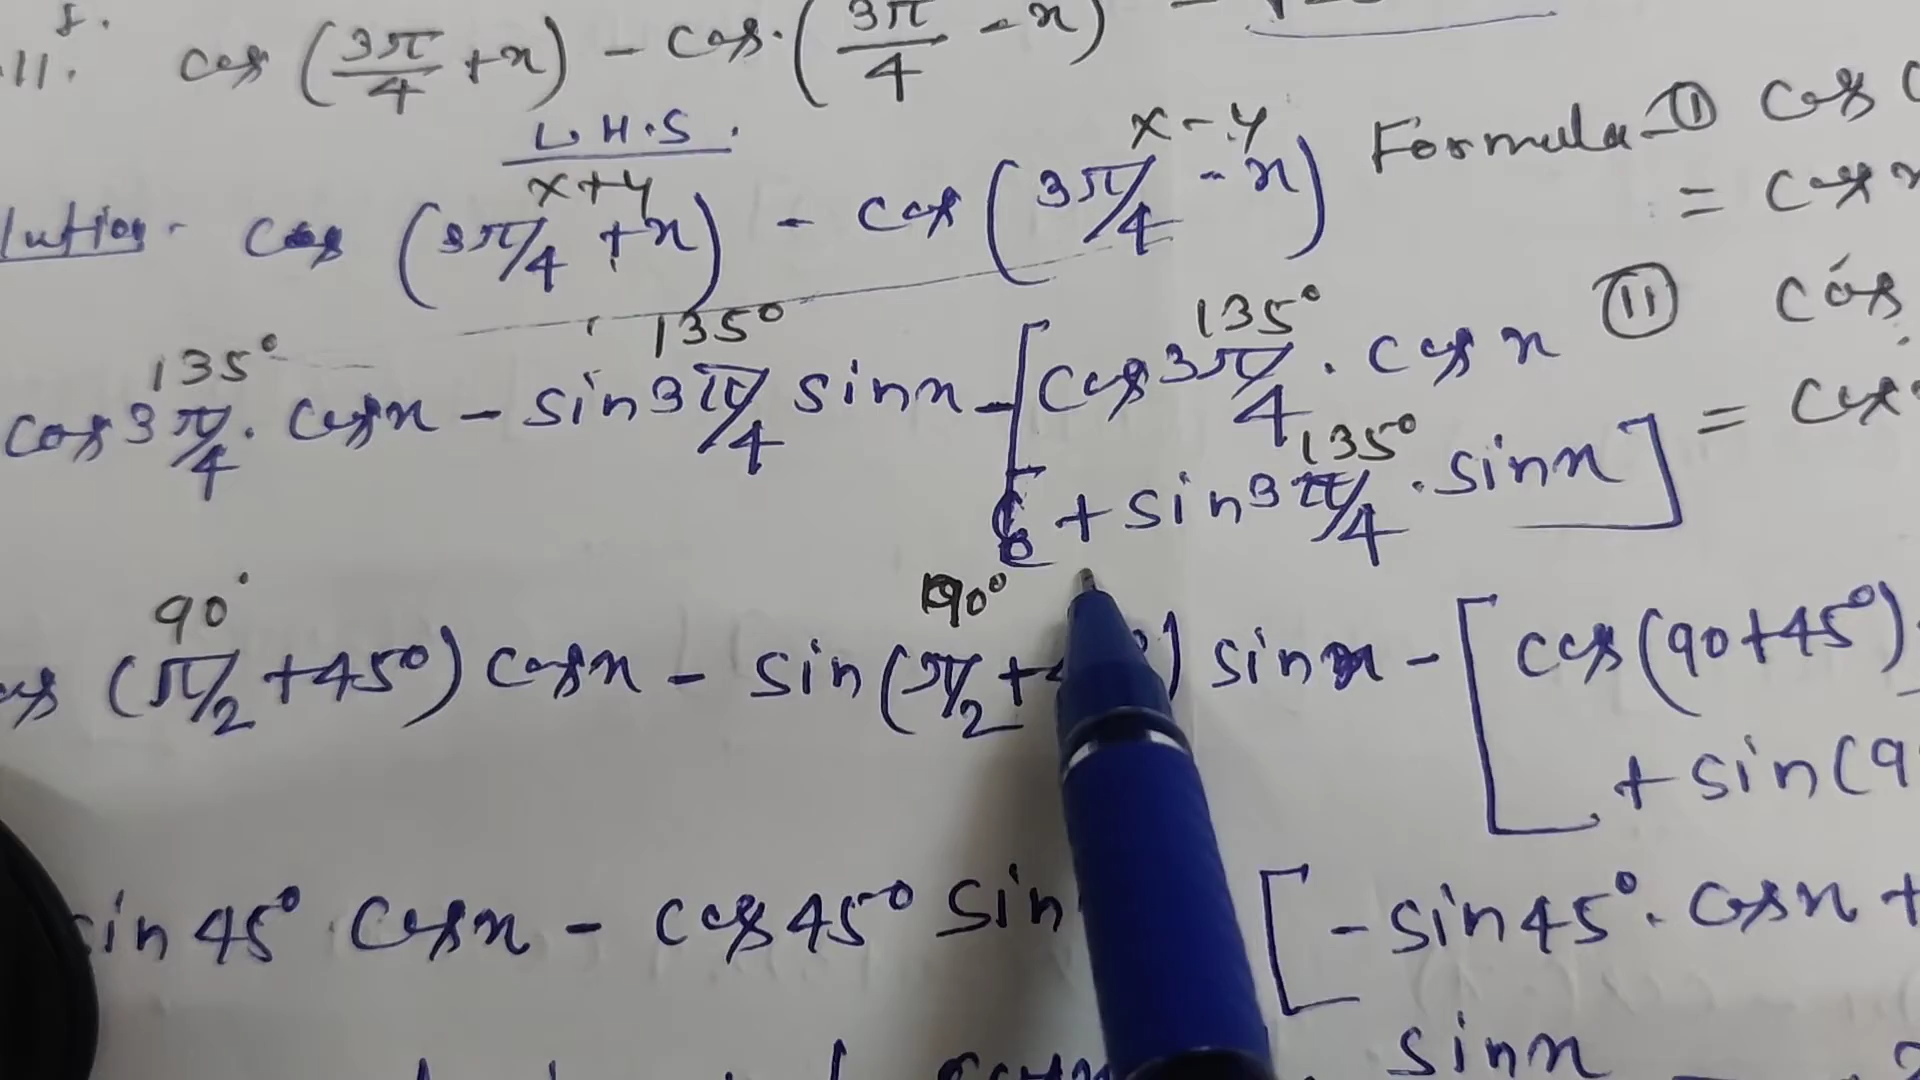 11. cos (3π/4 + x) - cos. (3π/4 - x)
L.H.S.
x+y x-y
lution- cos (3π/4 + x) - cos (3π/4 - x) Formula-① cos
= cos x
135° 135° 135° ⑪ cos
cos 3π/4 . cos x - sin 3π/4 sin x - [cos 3π/4 . cos x
135° = cos
+ sin 3π/4 . sin x]
90° 90°
(π/2 + 45°) cos x - sin (π/2 + ) sin x - [cos (90+45°)
+ sin (9
in 45° . cos x - cos 45° sin [- sin 45° . cos x +
sin x